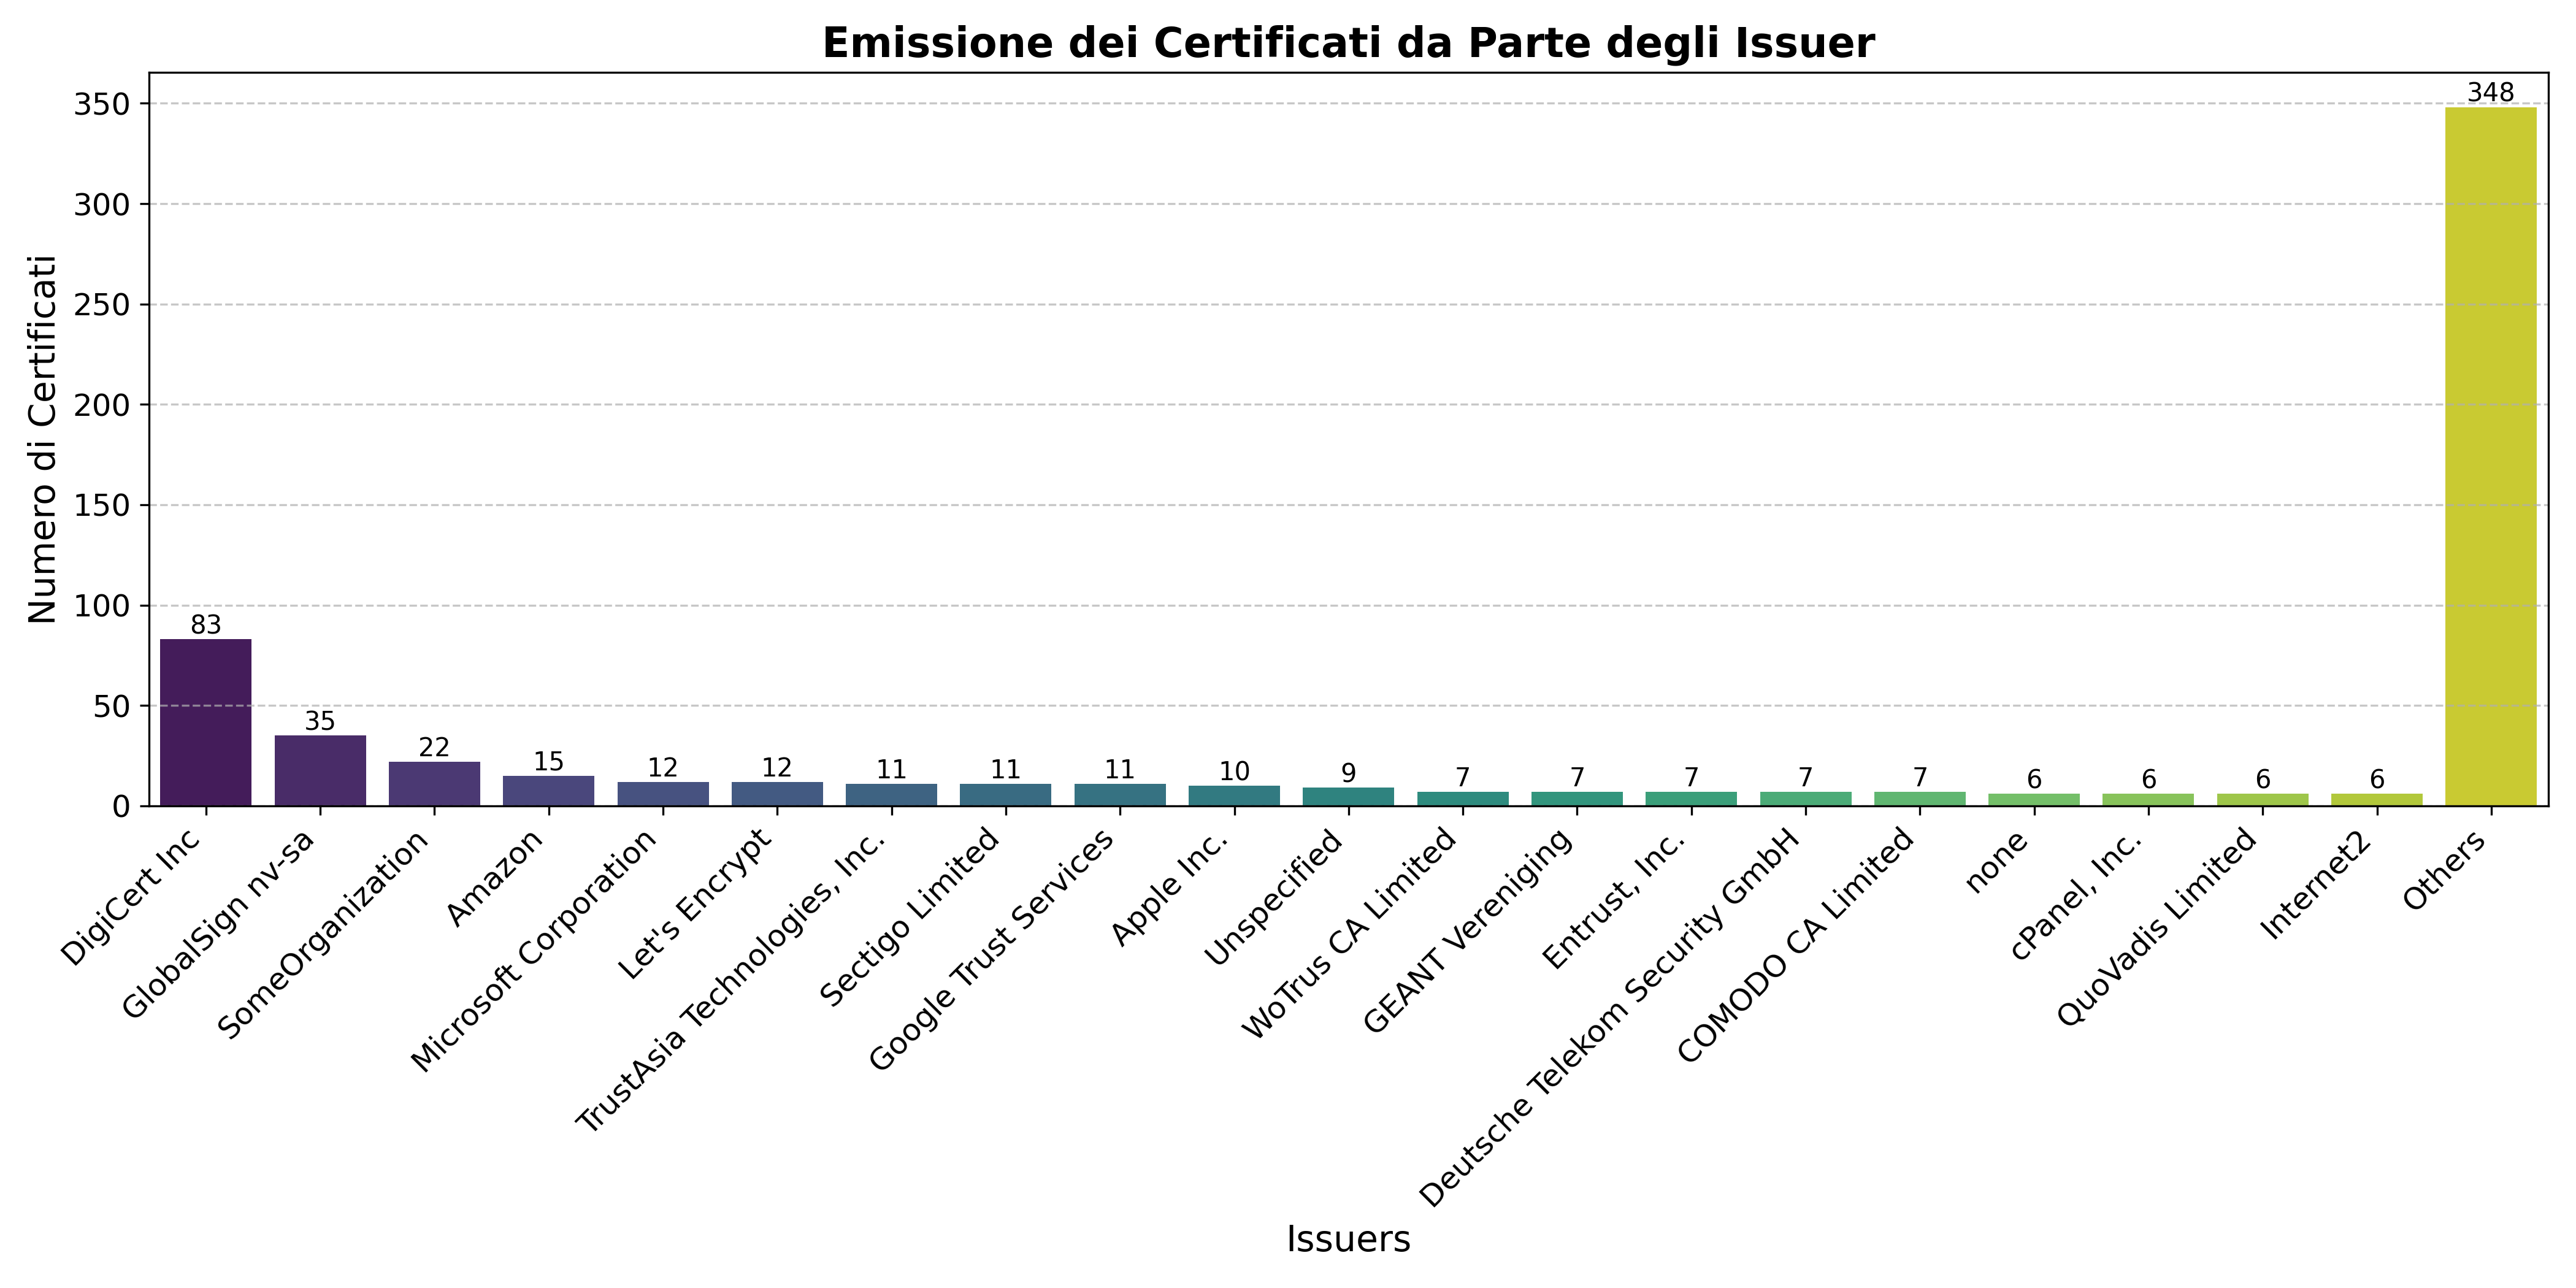 Emissione dei Certificati da Parte degli Issuer
Numero di Certificati
350
300
250
200
150
100
50
0
83
35
22
15
12
12
11
11
11
10
9
7
7
7
7
7
6
6
6
6
348
DigiCert Inc
GlobalSign nv-sa
SomeOrganization
Amazon
Microsoft Corporation
Let's Encrypt
TrustAsia Technologies, Inc.
Sectigo Limited
Google Trust Services
Apple Inc.
Unspecified
WoTrus CA Limited
GEANT Vereniging
Entrust, Inc.
Deutsche Telekom Security GmbH
COMODO CA Limited
none
cPanel, Inc.
QuoVadis Limited
Internet2
Others
Issuers